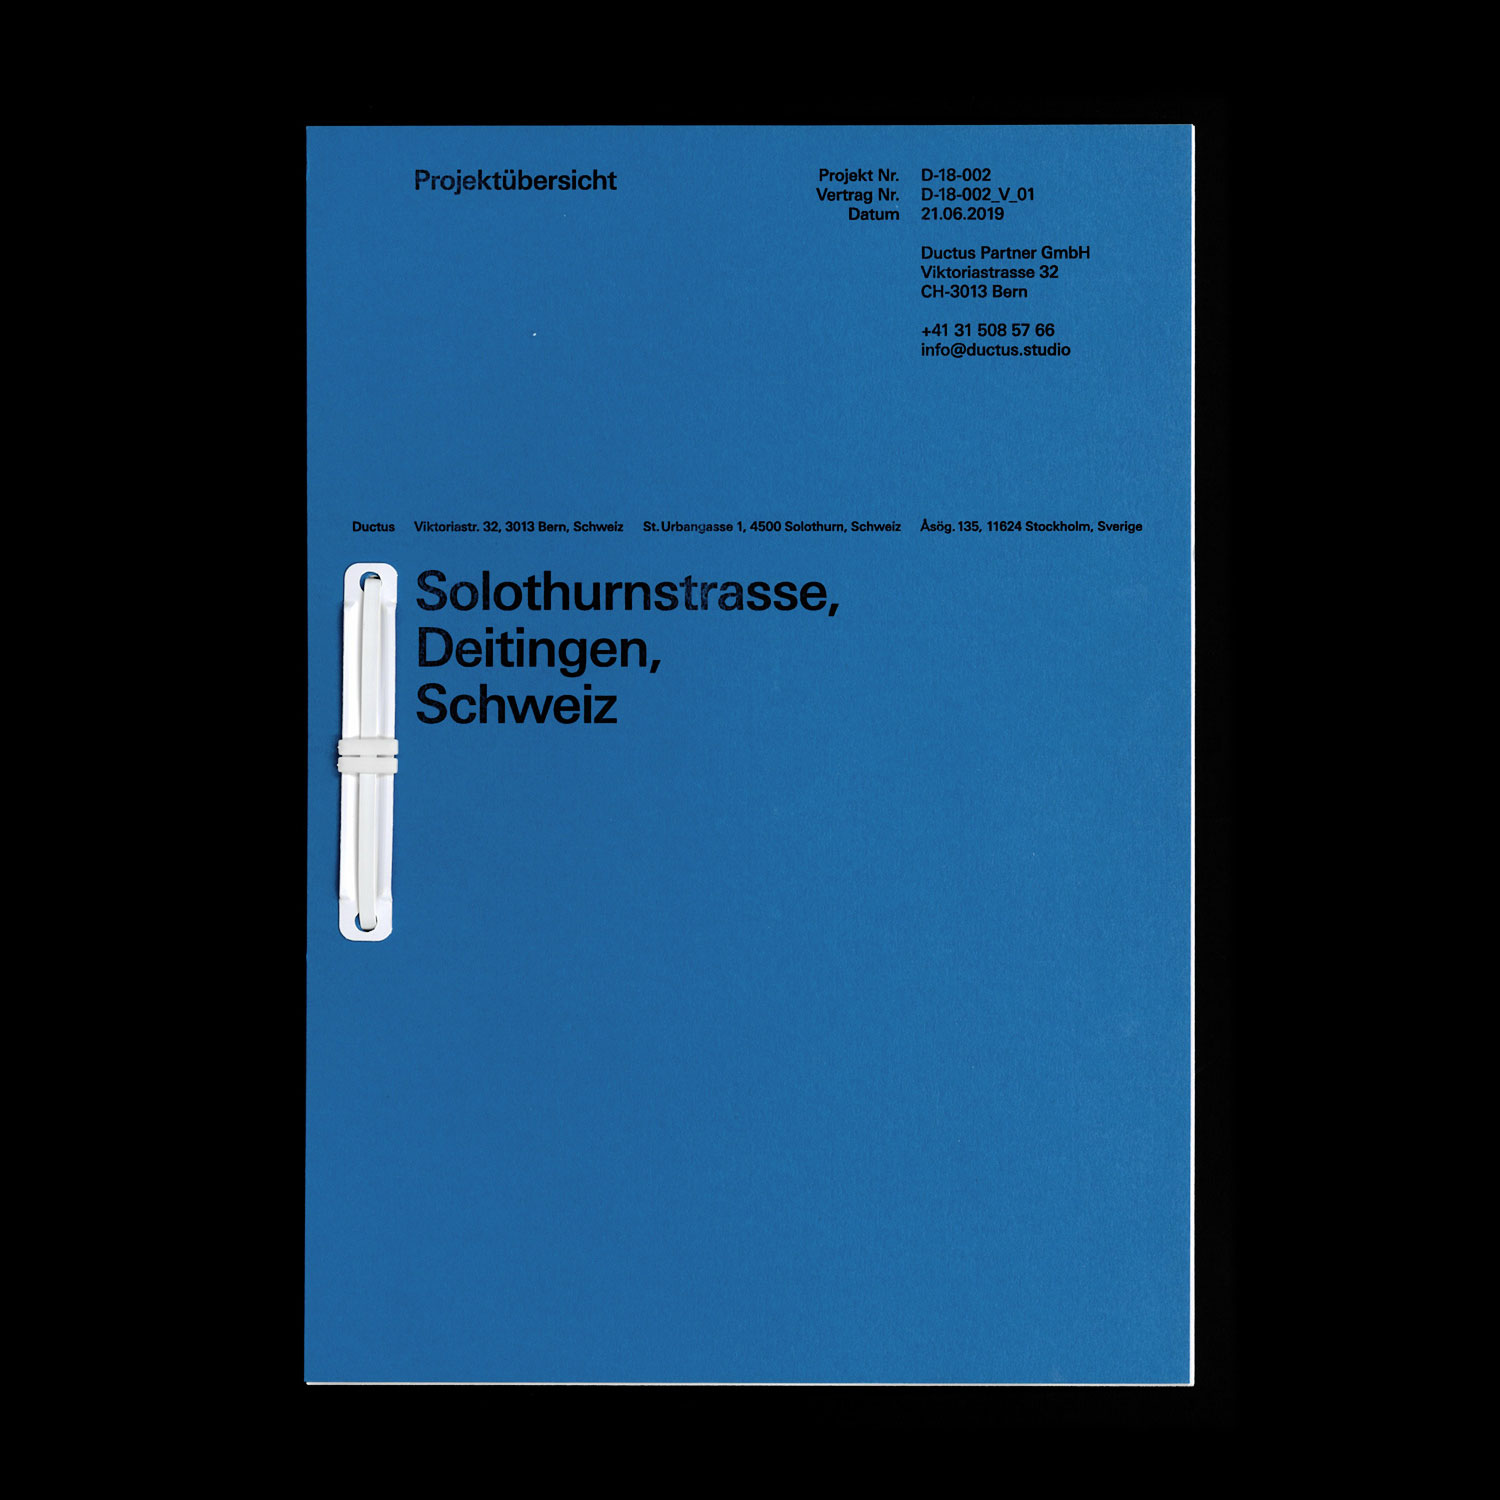 Projektübersicht
Projekt Nr. D-18-002
Vertrag Nr. D-18-002_V_01
Datum 21.06.2019
Ductus Partner GmbH
Viktoriastrasse 32
CH-3013 Bern
+41 31 508 57 66
info@ductus.studio
Ductus Viktoriastr. 32, 3013 Bern, Schweiz St. Urbangasse 1, 4500 Solothurn, Schweiz Åsög. 135, 11624 Stockholm, Sverige
Solothurnstrasse,
Deitingen,
Schweiz